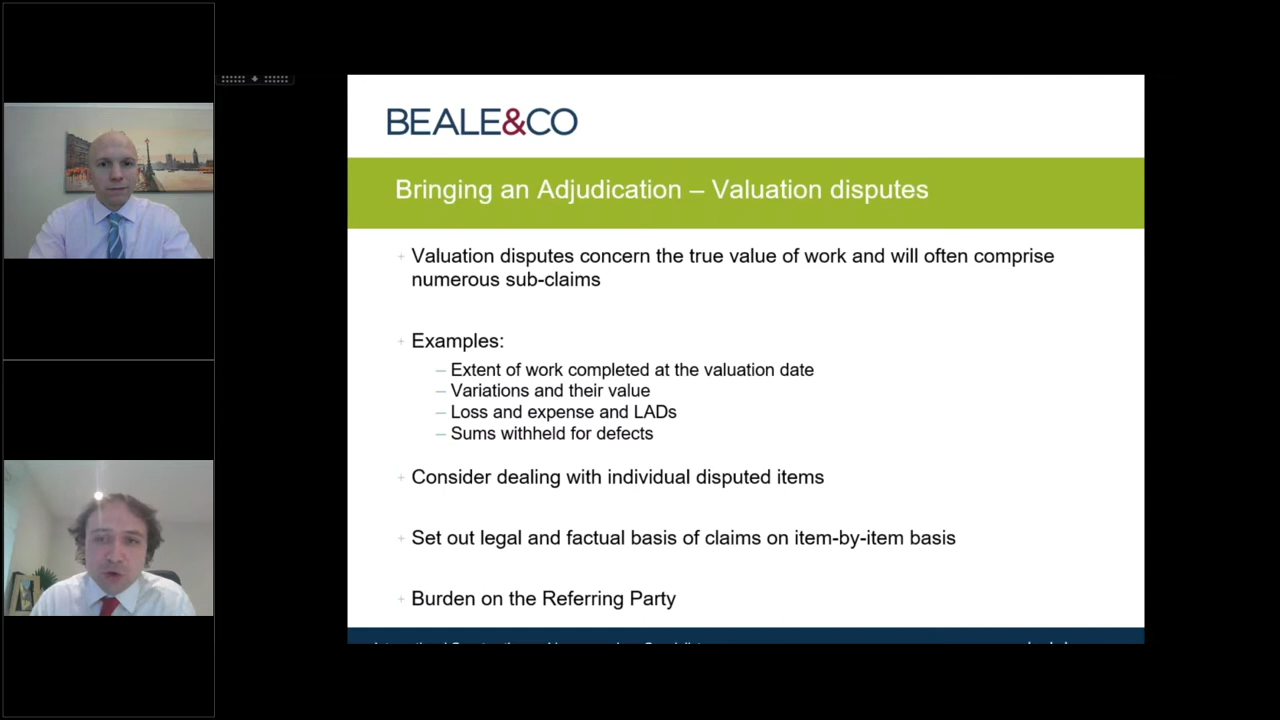 BEALE&CO
Bringing an Adjudication – Valuation disputes
Valuation disputes concern the true value of work and will often comprise
numerous sub-claims
Examples:
– Extent of work completed at the valuation date
– Variations and their value
– Loss and expense and LADs
– Sums withheld for defects
Consider dealing with individual disputed items
Set out legal and factual basis of claims on item-by-item basis
Burden on the Referring Party